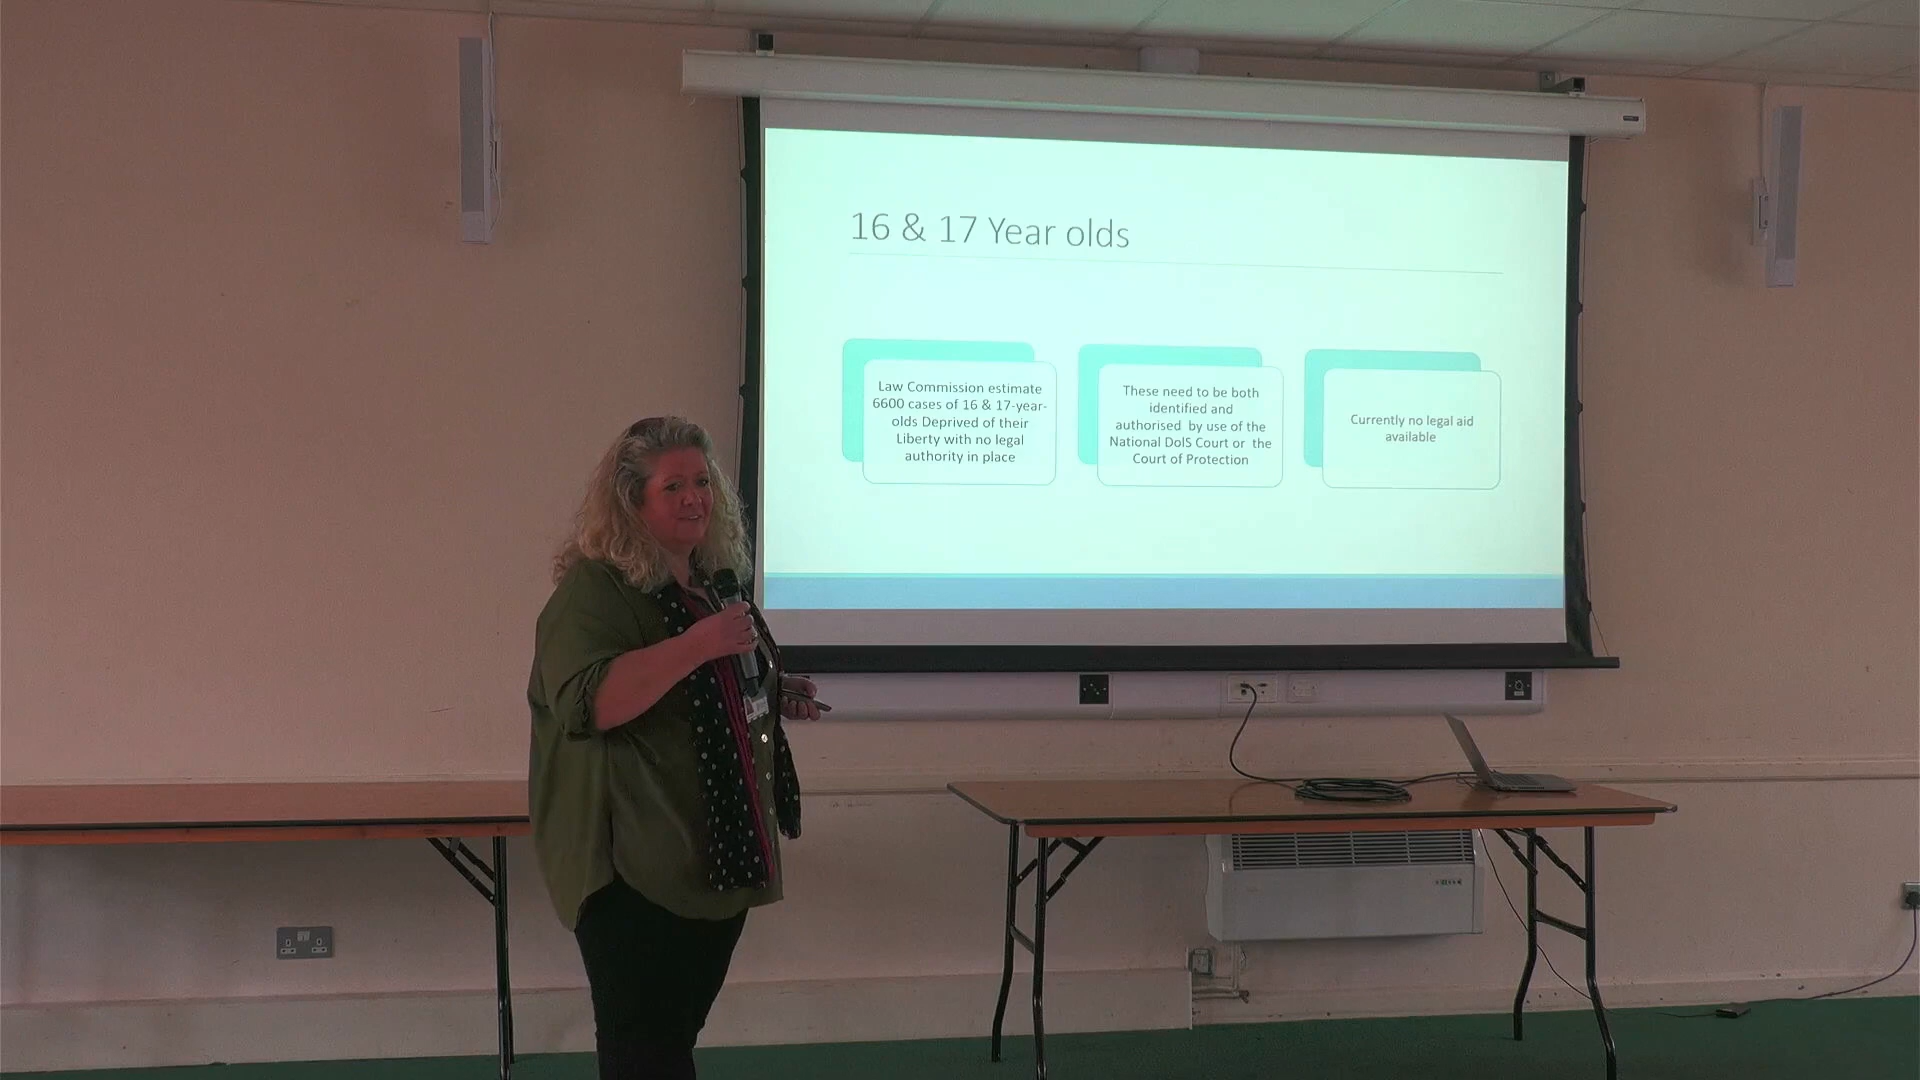 16 & 17 Year olds
Law Commission estimate
6600 cases of 16 & 17-year-
olds Deprived of their
Liberty with no legal
authority in place
These need to be both
identified and
authorised by use of the
National DolS Court or the
Court of Protection
Currently no legal aid
available